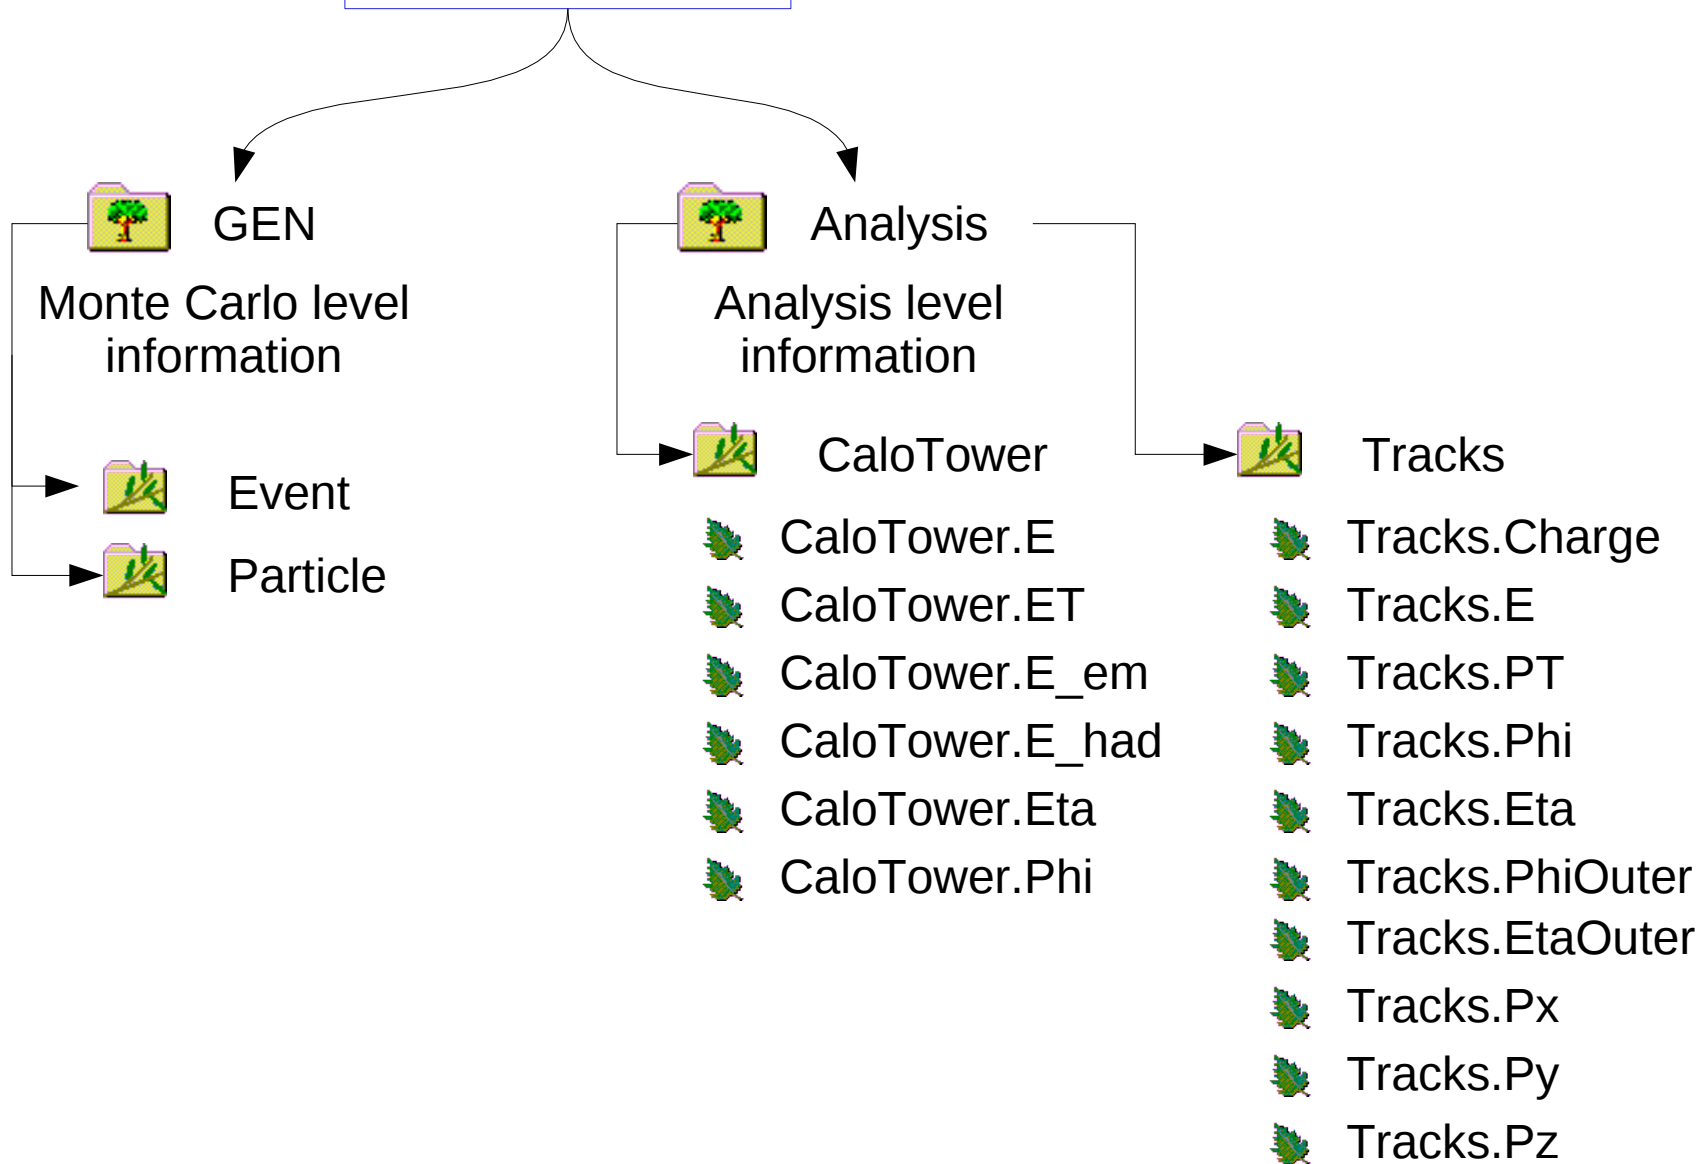 GEN
Monte Carlo level
information
Event
Particle
Analysis
Analysis level
information
CaloTower
CaloTower.E
CaloTower.ET
CaloTower.E_em
CaloTower.E_had
CaloTower.Eta
CaloTower.Phi
Tracks
Tracks.Charge
Tracks.E
Tracks.PT
Tracks.Phi
Tracks.Eta
Tracks.PhiOuter
Tracks.EtaOuter
Tracks.Px
Tracks.Py
Tracks.Pz